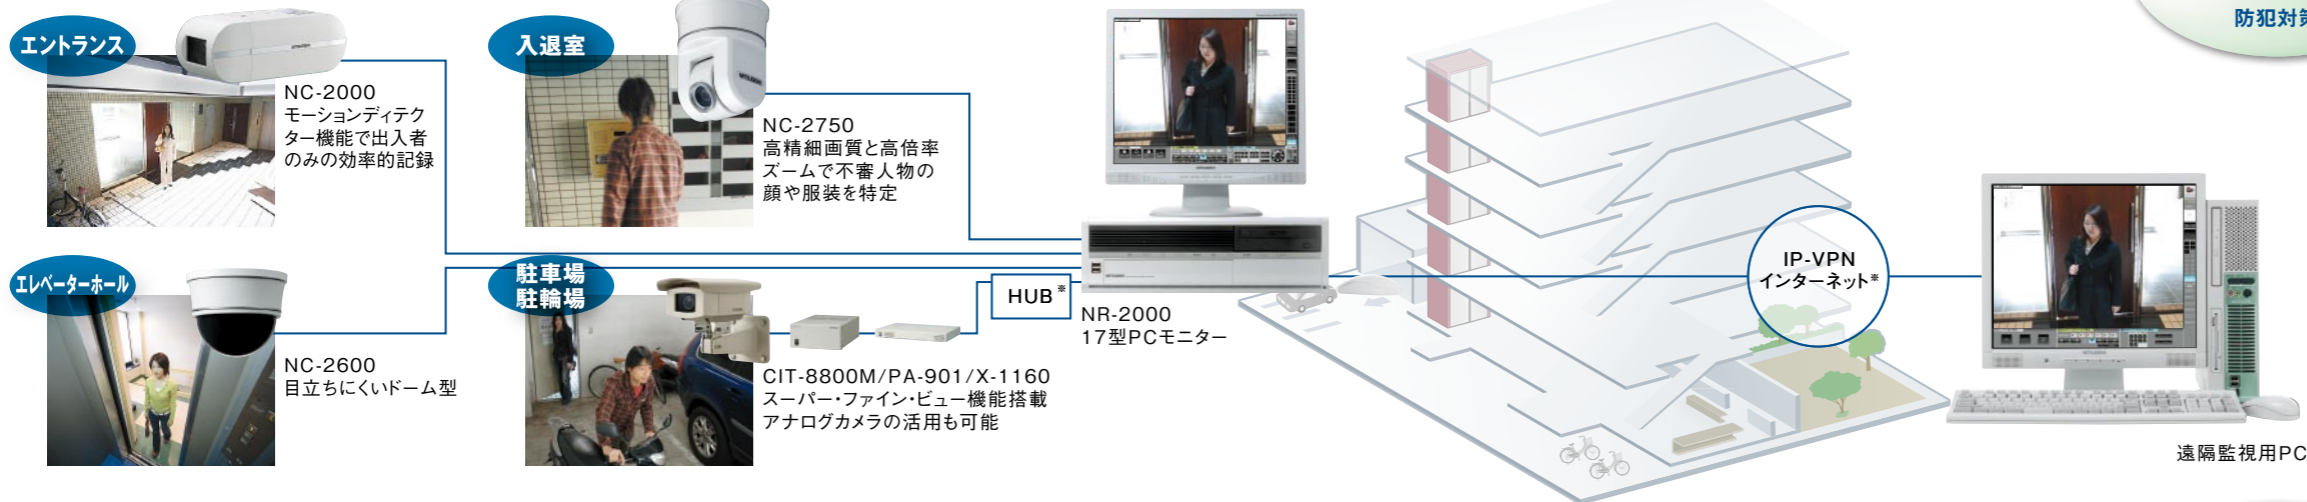 エントランス
NC-2000
モーションディテク
ター機能で出入者
のみの効率的記録
入退室
NC-2750
高精細画質と高倍率
ズームで不審人物の
顔や服装を特定
エレベーターホール
NC-2600
目立ちにくいドーム型
駐車場
駐輪場
CIT-8800M/PA-901/X-1160
スーパー・ファイン・ビュー機能搭載
アナログカメラの活用も可能
HUB※
NR-2000
17型PCモニター
IP-VPN
インターネット※
防犯対策
遠隔監視用PC